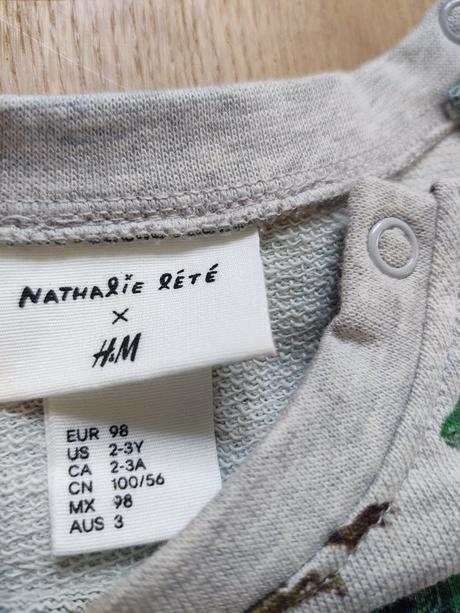 NATHALiE lÉTÉ
×
H&M
EUR 98
US 2-3Y
CA 2-3A
CN 100/56
MX 98
AUS 3